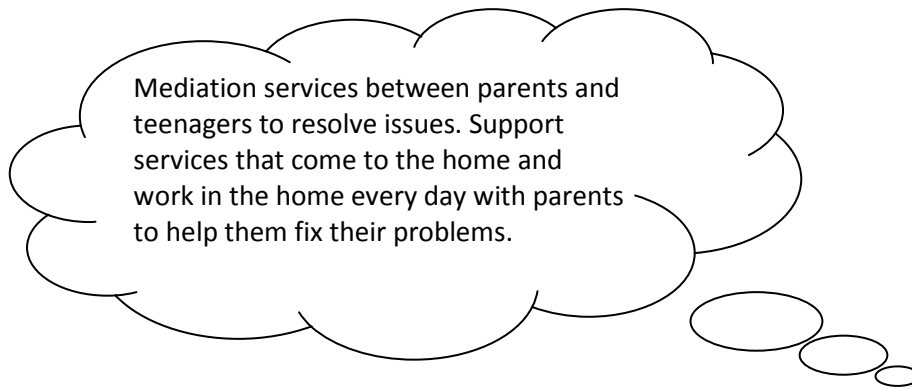 Mediation services between parents and
teenagers to resolve issues. Support
services that come to the home and
work in the home every day with parents
to help them fix their problems.